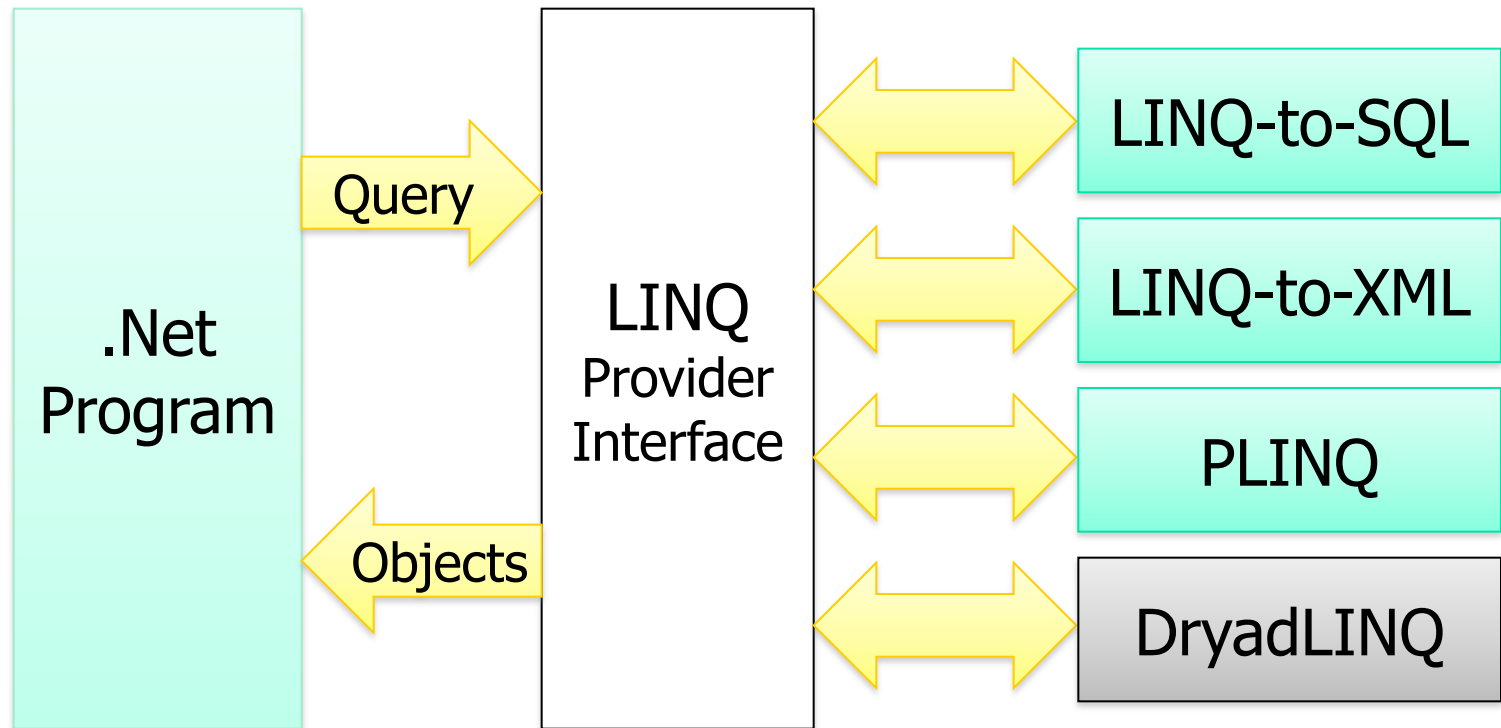 .Net
Program
Query
Objects
LINQ
Provider
Interface
LINQ-to-SQL
LINQ-to-XML
PLINQ
DryadLINQ